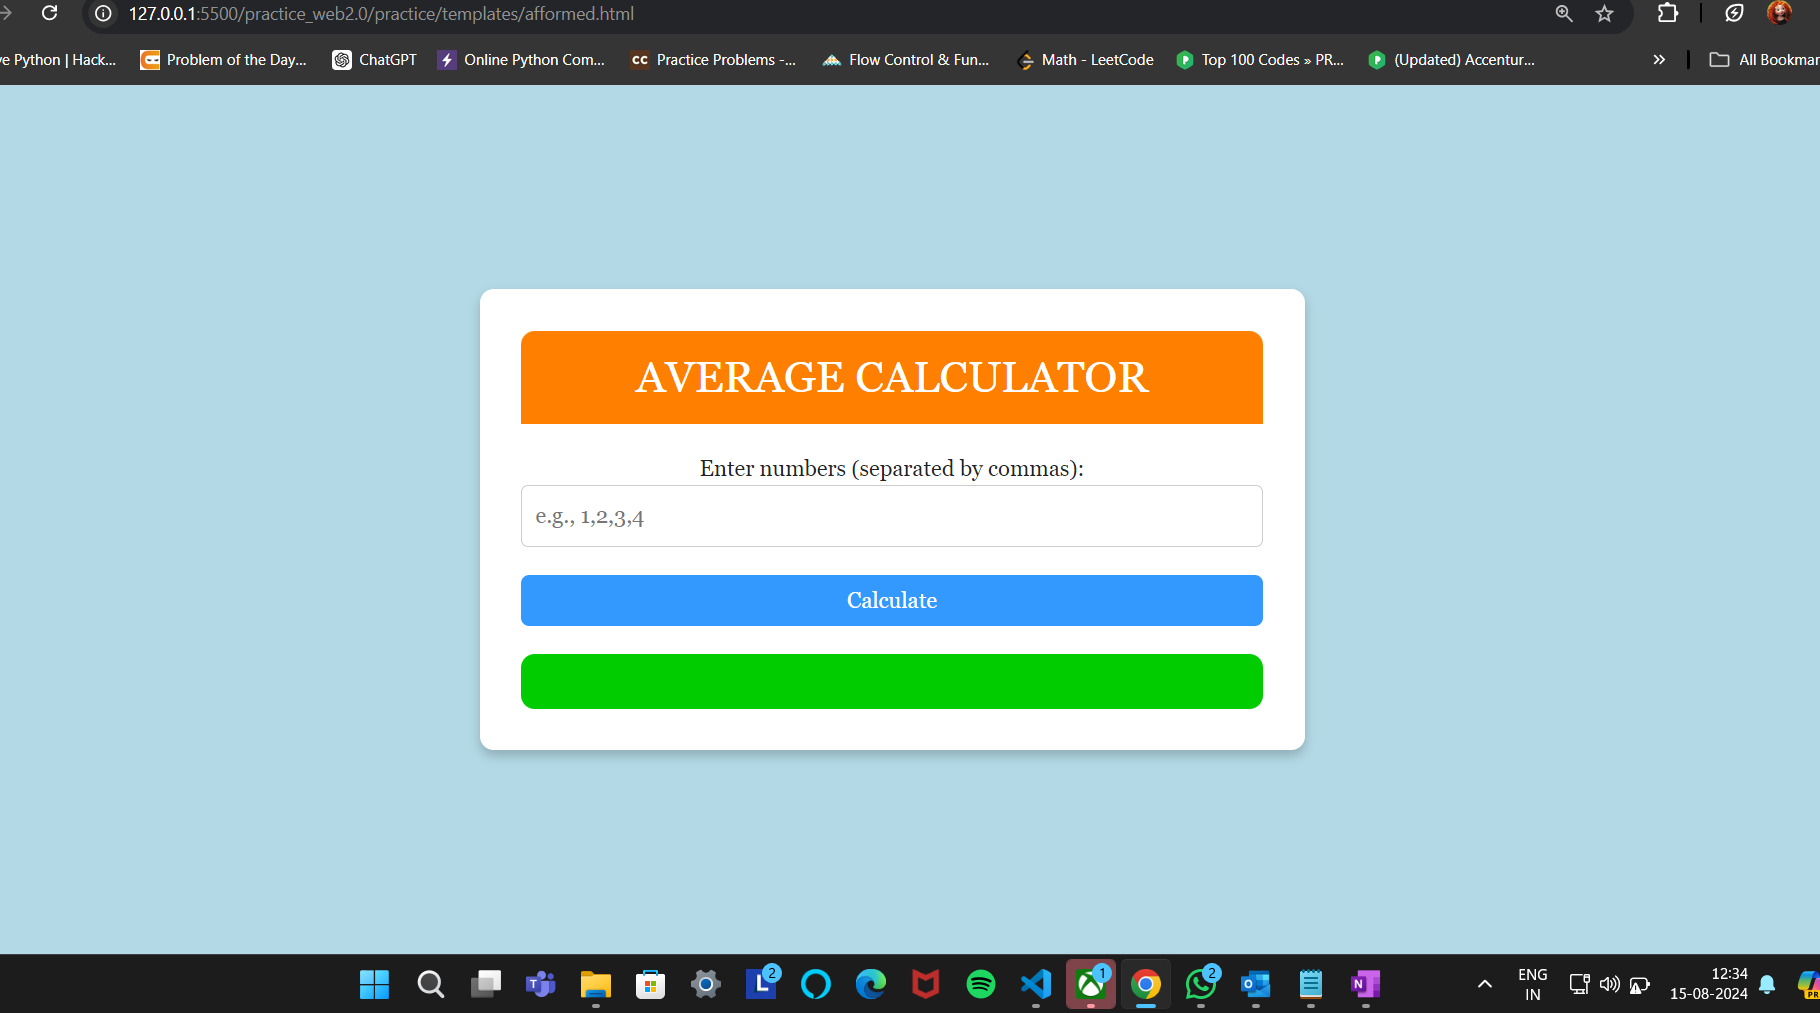 127.0.0.1:5500/practice_web2.0/practice/templates/afformed.html
ve Python | Hack... Problem of the Day... ChatGPT Online Python Com... CC Practice Problems -... Flow Control & Fun... Math - LeetCode Top 100 Codes » PR... (Updated) Accentur... » All Bookmar
AVERAGE CALCULATOR
Enter numbers (separated by commas):
e.g., 1,2,3,4
Calculate
2 1 2
ENG 12:34
IN 15-08-2024